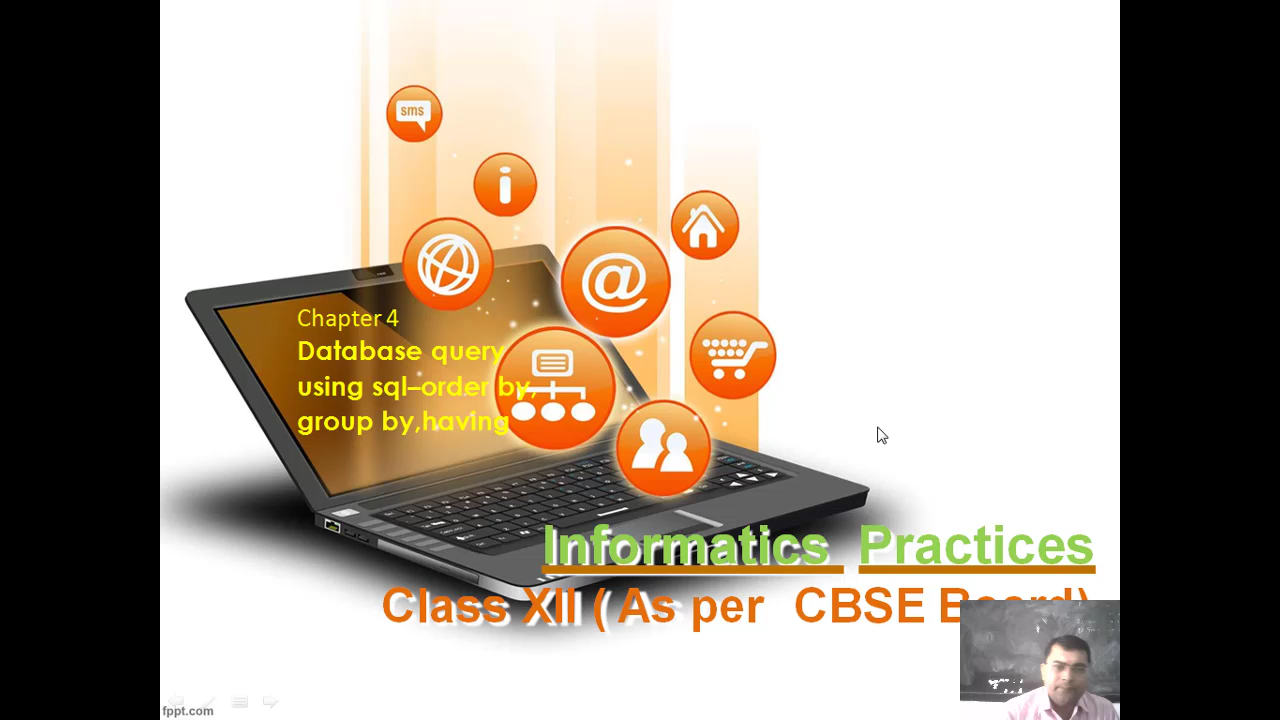 sms
Chapter 4
Database query
using sql–order by,
group by,having
Informatics Practices
Class XII ( As per CBSE Board)
fppt.com